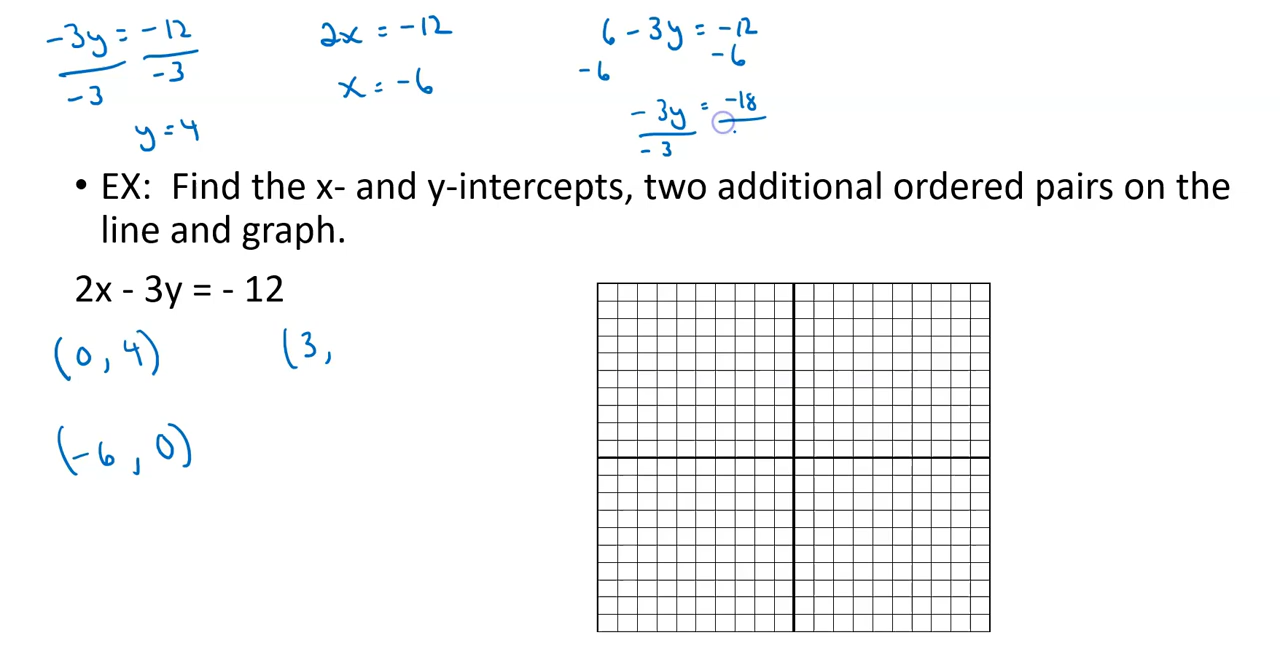 -3y = -12
-3 -3
y = 4
2x = -12
x = -6
6 - 3y = -12
-6 -6
-3y = -18
-3
• EX: Find the x- and y-intercepts, two additional ordered pairs on the
line and graph.
2x - 3y = - 12
(0, 4) (3,
(-6, 0)